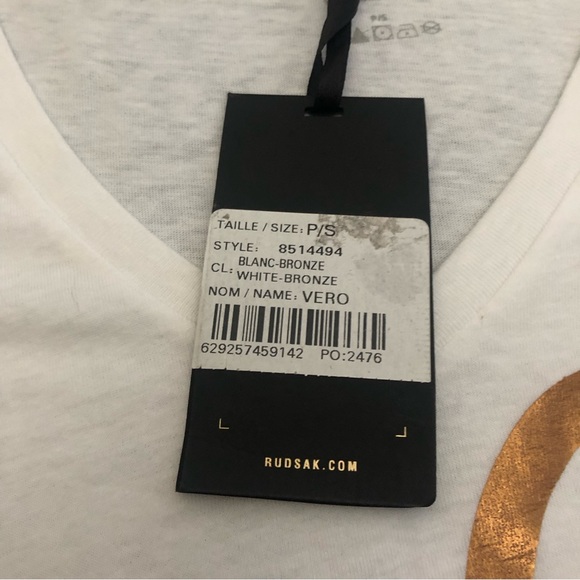 P/S
TAILLE / SIZE: P/S
STYLE: 8514494
CL: BLANC-BRONZE
WHITE-BRONZE
NOM / NAME: VERO
629257459142 PO:2476
RUDSAK.COM